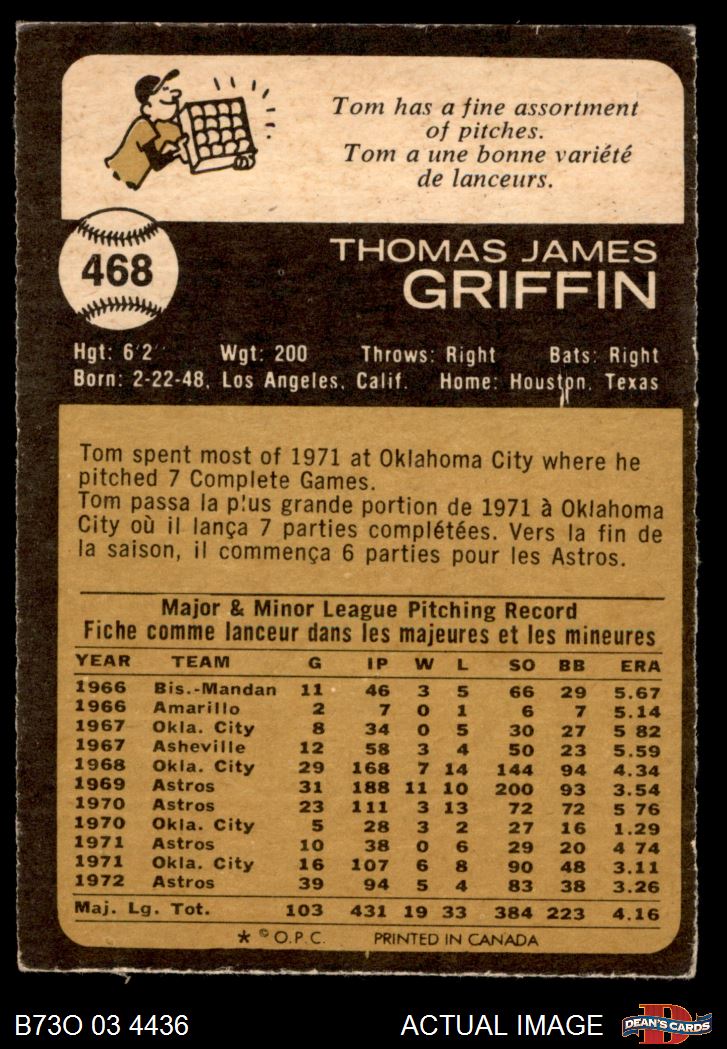 Tom has a fine assortment
of pitches.
Tom a une bonne variété
de lanceurs.
468
THOMAS JAMES
GRIFFIN
Hgt: 6'2" Wgt: 200 Throws: Right Bats: Right
Born: 2-22-48, Los Angeles, Calif. Home: Houston, Texas
Tom spent most of 1971 at Oklahoma City where he
pitched 7 Complete Games.
Tom passa la plus grande portion de 1971 à Oklahoma
City où il lança 7 parties complétées. Vers la fin de
la saison, il commença 6 parties pour les Astros.
Major & Minor League Pitching Record
Fiche comme lanceur dans les majeures et les mineures
YEAR TEAM G IP W L SO BB ERA
1966 Bis.-Mandan 11 46 3 5 66 29 5.67
1966 Amarillo 2 7 0 1 6 7 5.14
1967 Okla. City 8 34 0 5 30 27 5 82
1967 Asheville 12 58 3 4 50 23 5.59
1968 Okla. City 29 168 7 14 144 94 4.34
1969 Astros 31 188 11 10 200 93 3.54
1970 Astros 23 111 3 13 72 72 5 76
1970 Okla. City 5 28 3 2 27 16 1.29
1971 Astros 10 38 0 6 29 20 4 74
1971 Okla. City 16 107 6 8 90 48 3.11
1972 Astros 39 94 5 4 83 38 3.26
Maj. Lg. Tot. 103 431 19 33 384 223 4.16
* © O.P.C. PRINTED IN CANADA
B73O 03 4436 ACTUAL IMAGE DEAN'S CARDS